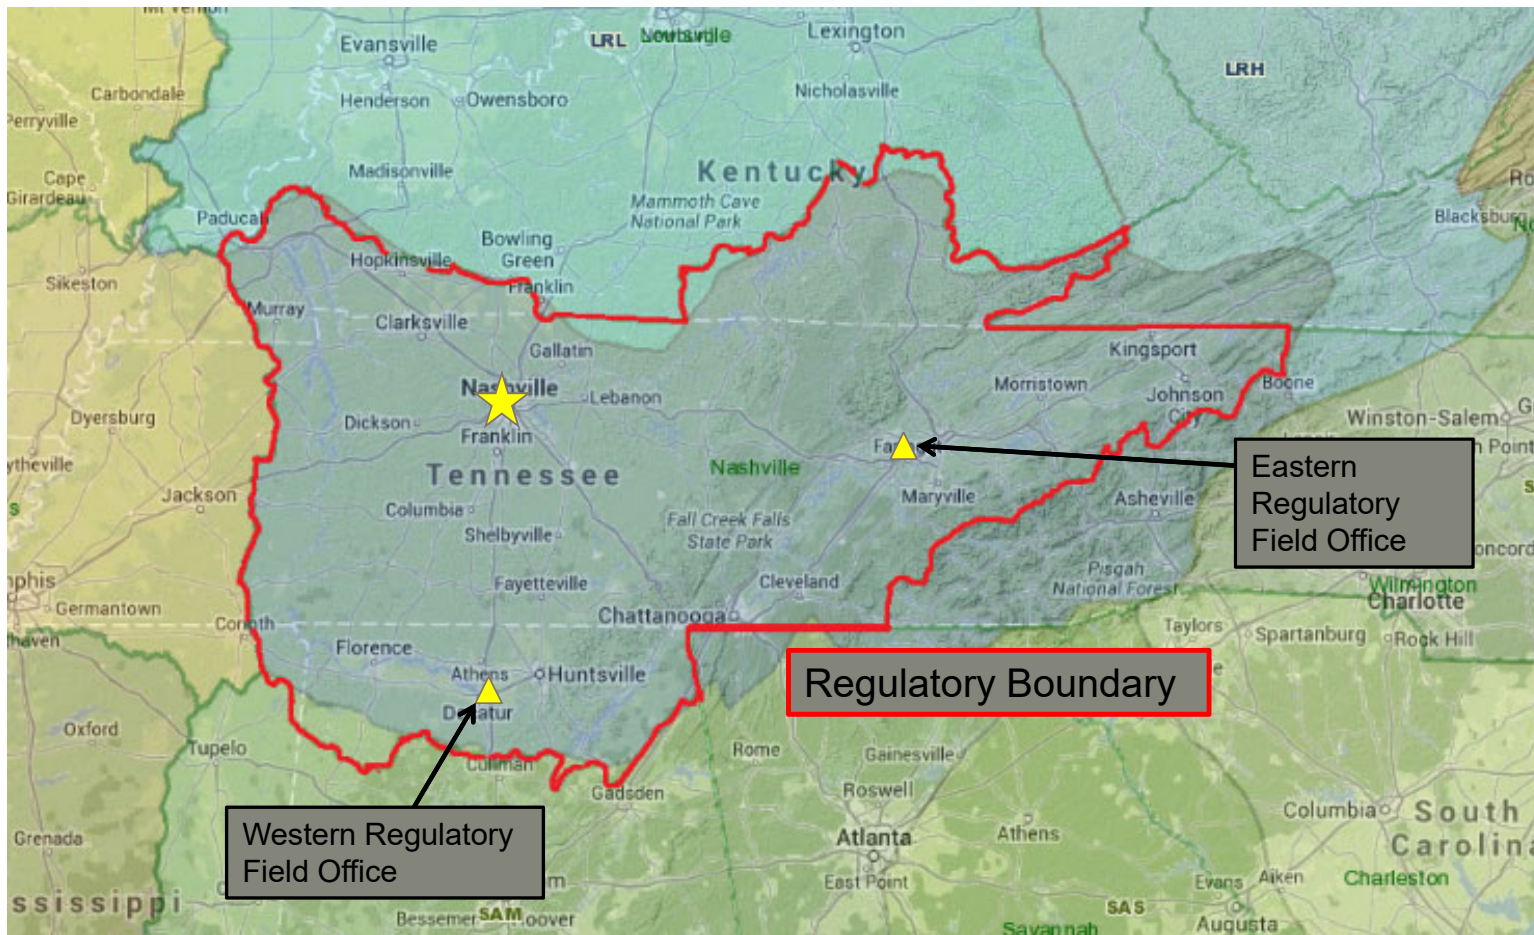 Mt Vernon
Evansville
LRL
Louisville
Lexington
LRH
Carbondale
Henderson
Owensboro
Nicholasville
Perryville
Madisonville
Kentucky
Cape
Girardeau
Mammoth Cave
National Park
Paducah
Blacksburg
Bowling
Green
Hopkinsville
Sikeston
Franklin
Murray
Clarksville
Gallatin
Kingsport
Nashville
Lebanon
Morristown
Johnson
City
Boone
Dyersburg
Dickson
Franklin
Winston-Salem
Eastern
Regulatory
Field Office
Tennessee
Nashville
Maryville
Asheville
Jackson
Columbia
Shelbyville
Fall Creek Falls
State Park
Fayetteville
Cleveland
Pisgah
National Forest
Wilmington
Charlotte
Germantown
Chattanooga
Corinth
Taylors
Spartanburg
Rock Hill
Florence
Athens
Huntsville
Regulatory Boundary
Decatur
Oxford
Tupelo
Rome
Gainesville
Cullman
Gadsden
Roswell
Western Regulatory
Field Office
Atlanta
Athens
Columbia
South
Carolina
Grenada
East Point
Evans
Aiken
Charleston
ssissippi
Bessemer
SAM
oover
SAS
Savannah
Augusta